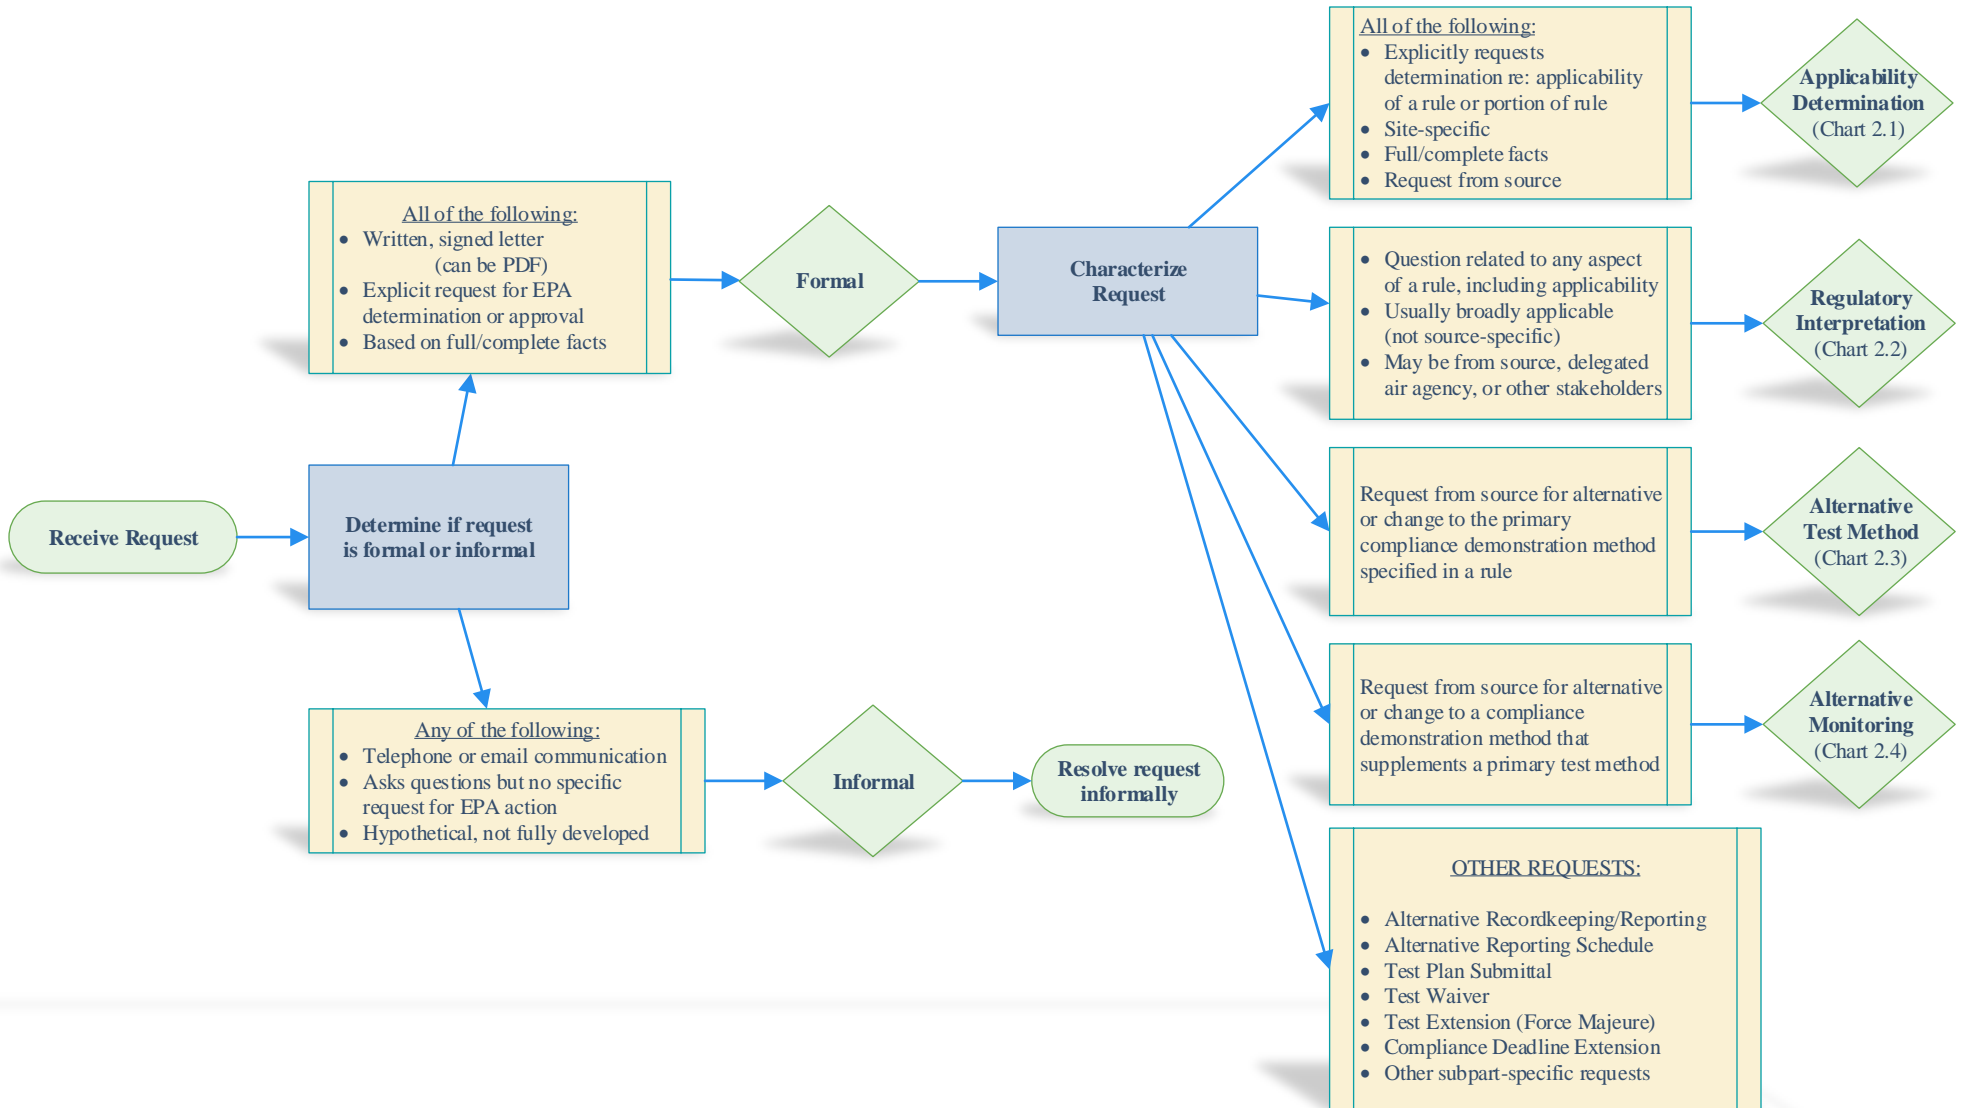 Receive Request
Determine if request
is formal or informal
All of the following:
• Written, signed letter
(can be PDF)
• Explicit request for EPA
determination or approval
• Based on full/complete facts
Formal
Any of the following:
• Telephone or email communication
• Asks questions but no specific
request for EPA action
• Hypothetical, not fully developed
Informal
Resolve request
informally
Characterize
Request
All of the following:
• Explicitly requests
determination re: applicability
of a rule or portion of rule
• Site-specific
• Full/complete facts
• Request from source
Applicability
Determination
(Chart 2.1)
• Question related to any aspect
of a rule, including applicability
• Usually broadly applicable
(not source-specific)
• May be from source, delegated
air agency, or other stakeholders
Regulatory
Interpretation
(Chart 2.2)
Request from source for alternative
or change to the primary
compliance demonstration method
specified in a rule
Alternative
Test Method
(Chart 2.3)
Request from source for alternative
or change to a compliance
demonstration method that
supplements a primary test method
Alternative
Monitoring
(Chart 2.4)
OTHER REQUESTS:
• Alternative Recordkeeping/Reporting
• Alternative Reporting Schedule
• Test Plan Submittal
• Test Waiver
• Test Extension (Force Majeure)
• Compliance Deadline Extension
• Other subpart-specific requests